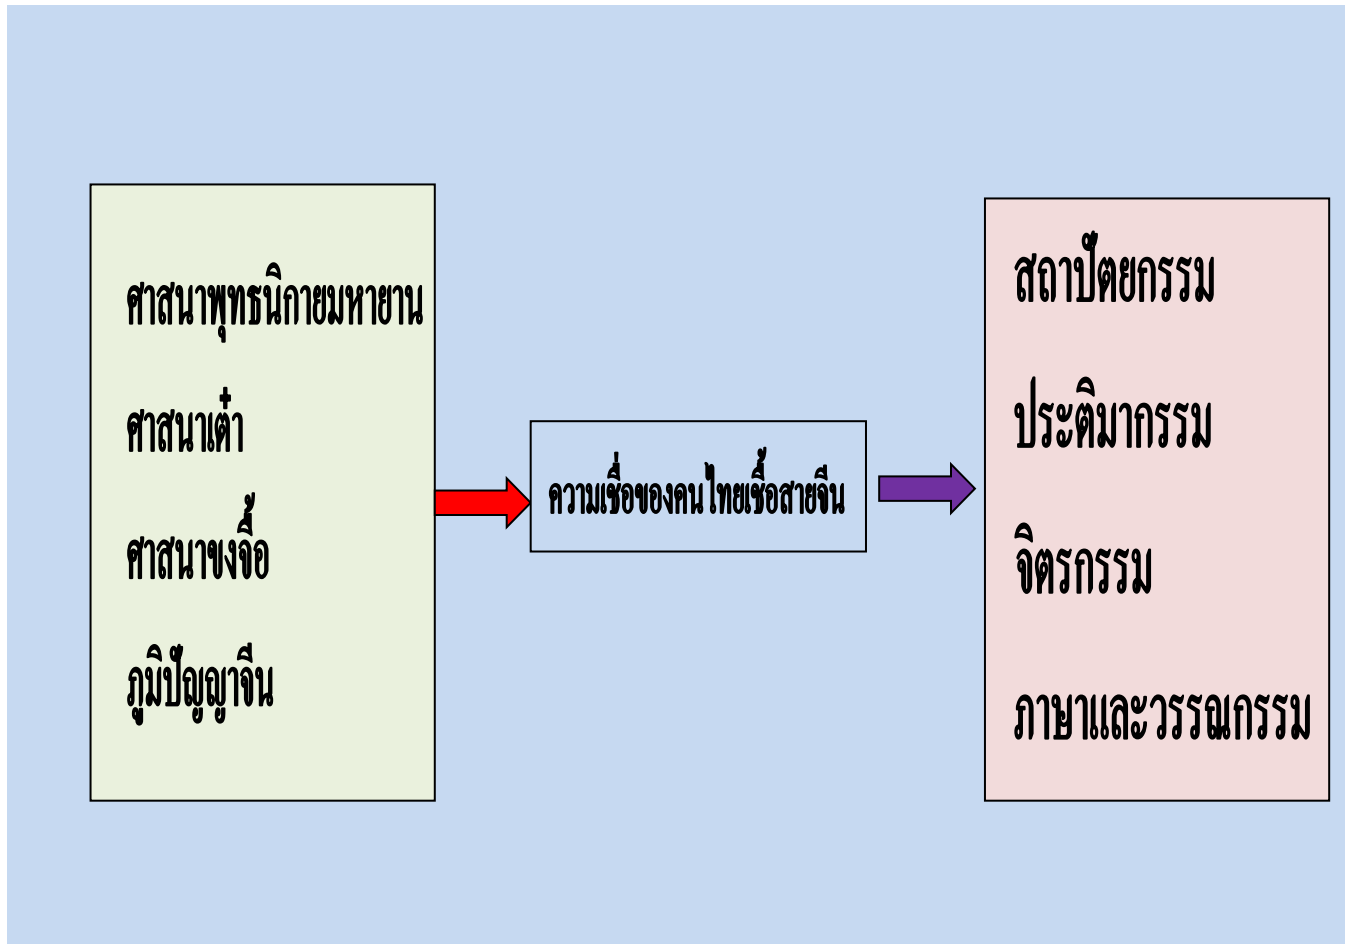 ศาสนาพุทธนิกายมหายาน
ศาสนาเต๋า
ศาสนาขงจื้อ
ภูมิปัญญาจีน
ความเชื่อของคนไทยเชื้อสายจีน
สถาปัตยกรรม
ประติมากรรม
จิตรกรรม
ภาษาและวรรณกรรม